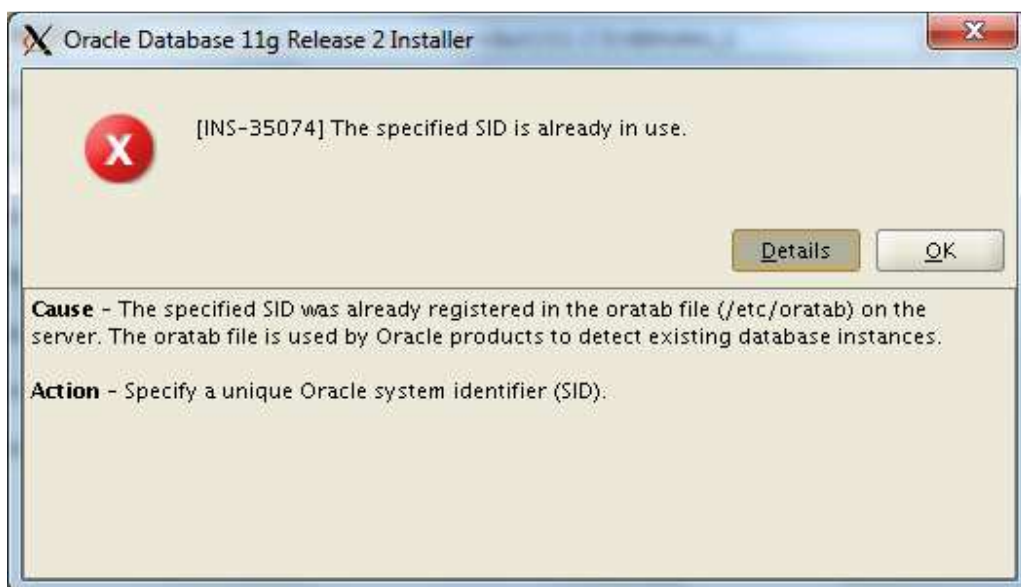 Oracle Database 11g Release 2 Installer
[INS-35074] The specified SID is already in use.
Details
OK
Cause - The specified SID was already registered in the oratab file (/etc/oratab) on the
server. The oratab file is used by Oracle products to detect existing database instances.
Action - Specify a unique Oracle system identifier (SID).